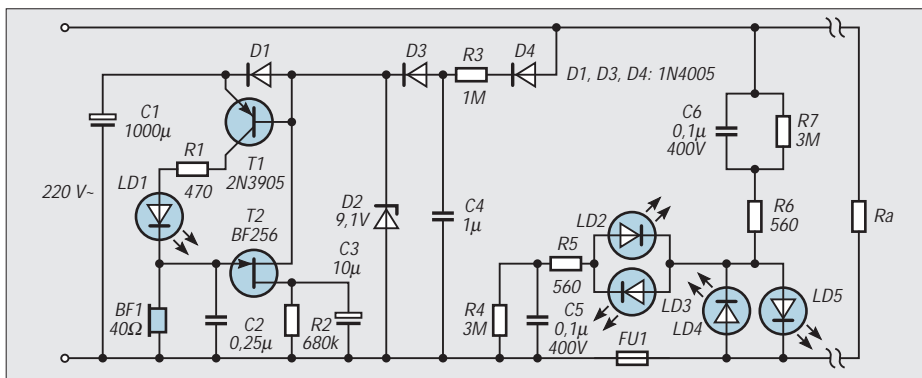 D1
D3
R3
1M
D4
D1, D3, D4: 1N4005
C1
1000µ
T1
2N3905
R1
470
LD1
220 V~
T2
BF256
D2
9,1V
C3
10µ
C4
1µ
BF1
40Ω
C2
0,25µ
R2
680k
LD2
R5
560
LD3
R4
3M
C5
0,1µ
400V
FU1
LD4
LD5
C6
0,1µ
400V
R7
3M
R6
560
Ra